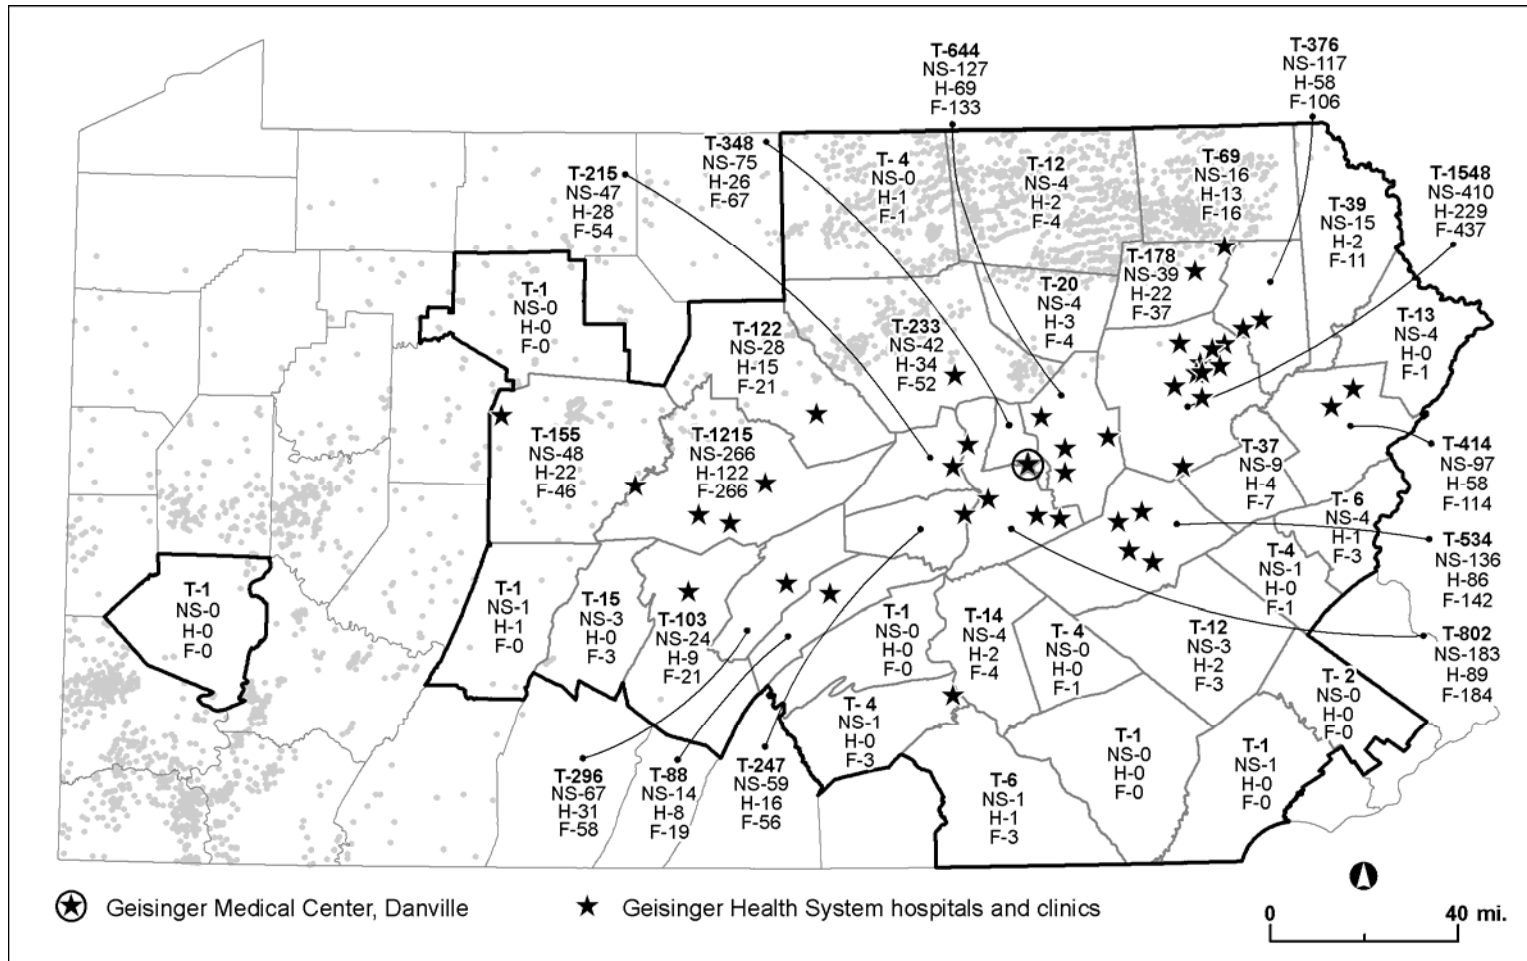 T-644
NS-127
H-69
F-133
T-376
NS-117
H-58
F-106
T-348
NS-75
H-26
F-67
T-215
NS-47
H-28
F-54
T- 4
NS-0
H-1
F-1
T-12
NS-4
H-2
F-4
T-69
NS-16
H-13
F-16
T-1548
NS-410
H-229
F-437
T-39
NS-15
H-2
F-11
T-178
NS-39
H-22
F-37
T-20
NS-4
H-3
F-4
T-1
NS-0
H-0
F-0
T-122
NS-28
H-15
F-21
T-233
NS-42
H-34
F-52
T-13
NS-4
H-0
F-1
T-155
NS-48
H-22
F-46
T-1215
NS-266
H-122
F-266
T-37
NS-9
H-4
F-7
T-414
NS-97
H-58
F-114
T- 6
NS-4
H-1
F-3
T-534
NS-136
H-86
F-142
T-4
NS-1
H-0
F-1
T-1
NS-0
H-0
F-0
T-1
NS-1
H-1
F-0
T-15
NS-3
H-0
F-3
T-103
NS-24
H-9
F-21
T-1
NS-0
H-0
F-0
T-14
NS-4
H-2
F-4
T- 4
NS-0
H-0
F-1
T-12
NS-3
H-2
F-3
T-802
NS-183
H-89
F-184
T- 2
NS-0
H-0
F-0
T- 4
NS-1
H-0
F-3
T-1
NS-0
H-0
F-0
T-1
NS-1
H-0
F-0
T-296
NS-67
H-31
F-58
T-88
NS-14
H-8
F-19
T-247
NS-59
H-16
F-56
T-6
NS-1
H-1
F-3
Geisinger Medical Center, Danville
Geisinger Health System hospitals and clinics
0 40 mi.